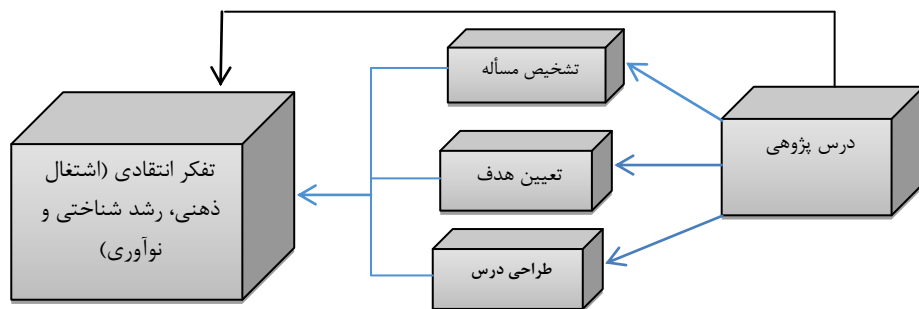 درس پژوهی
تشخیص مسأله
تعیین هدف
طراحی درس
تفکر انتقادی (اشتغال
ذهنی، رشد شناختی و
نوآوری)